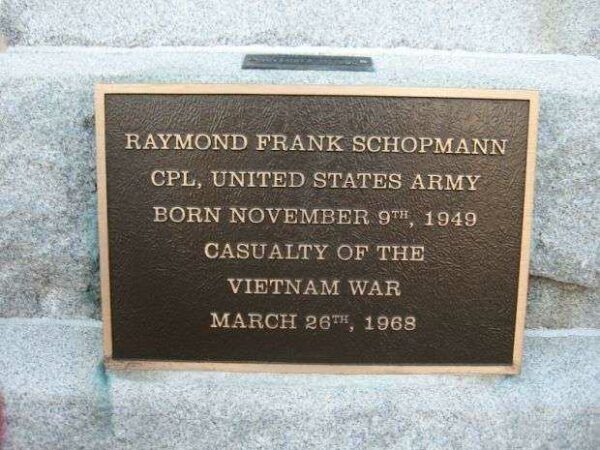 RAYMOND FRANK SCHOPMANN
CPL, UNITED STATES ARMY
BORN NOVEMBER 9TH, 1949
CASUALTY OF THE
VIETNAM WAR
MARCH 26TH, 1968